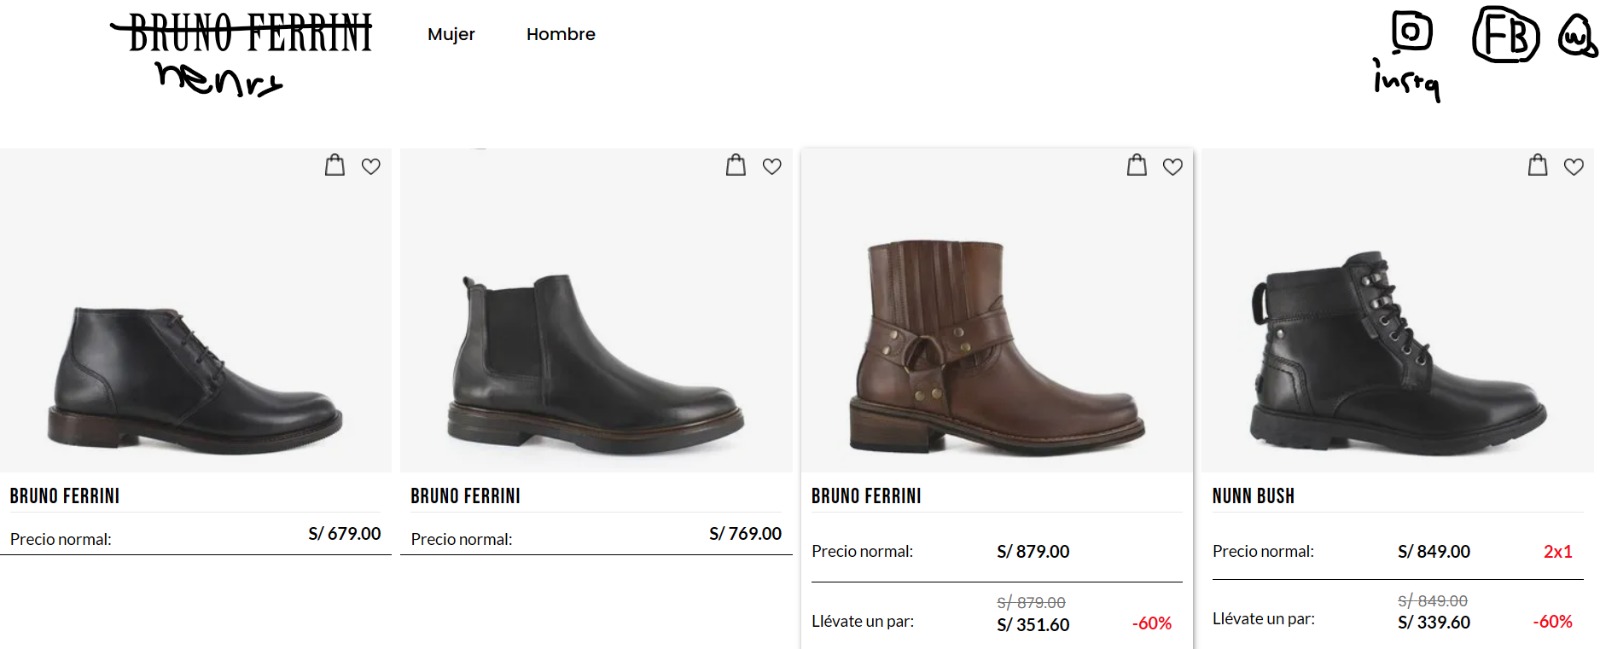 BRUNO FERRINI Mujer Hombre FB W
henry insta
BRUNO FERRINI
Precio normal: S/ 679.00
BRUNO FERRINI
Precio normal: S/ 769.00
BRUNO FERRINI
Precio normal: S/ 879.00
S/ 879.00
Llévate un par: S/ 351.60 -60%
NUNN BUSH
Precio normal: S/ 849.00 2x1
S/ 849.00
Llévate un par: S/ 339.60 -60%